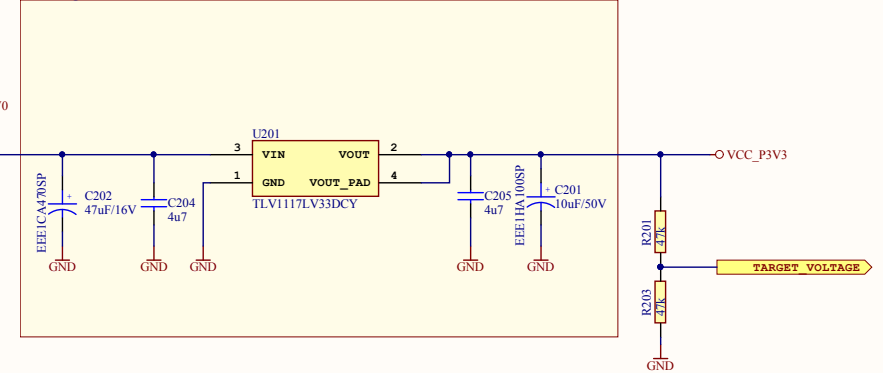 U201
3
VIN
VOUT
2
1
GND
VOUT_PAD
4
TLV1117LV33DCY
EEE1CA470SP
+
C202
47uF/16V
C204
4u7
C205
4u7
EEE1HA100SP
+
C201
10uF/50V
VCC_P3V3
R201
47k
TARGET_VOLTAGE
R203
47k
GND
GND
GND
GND
GND
GND